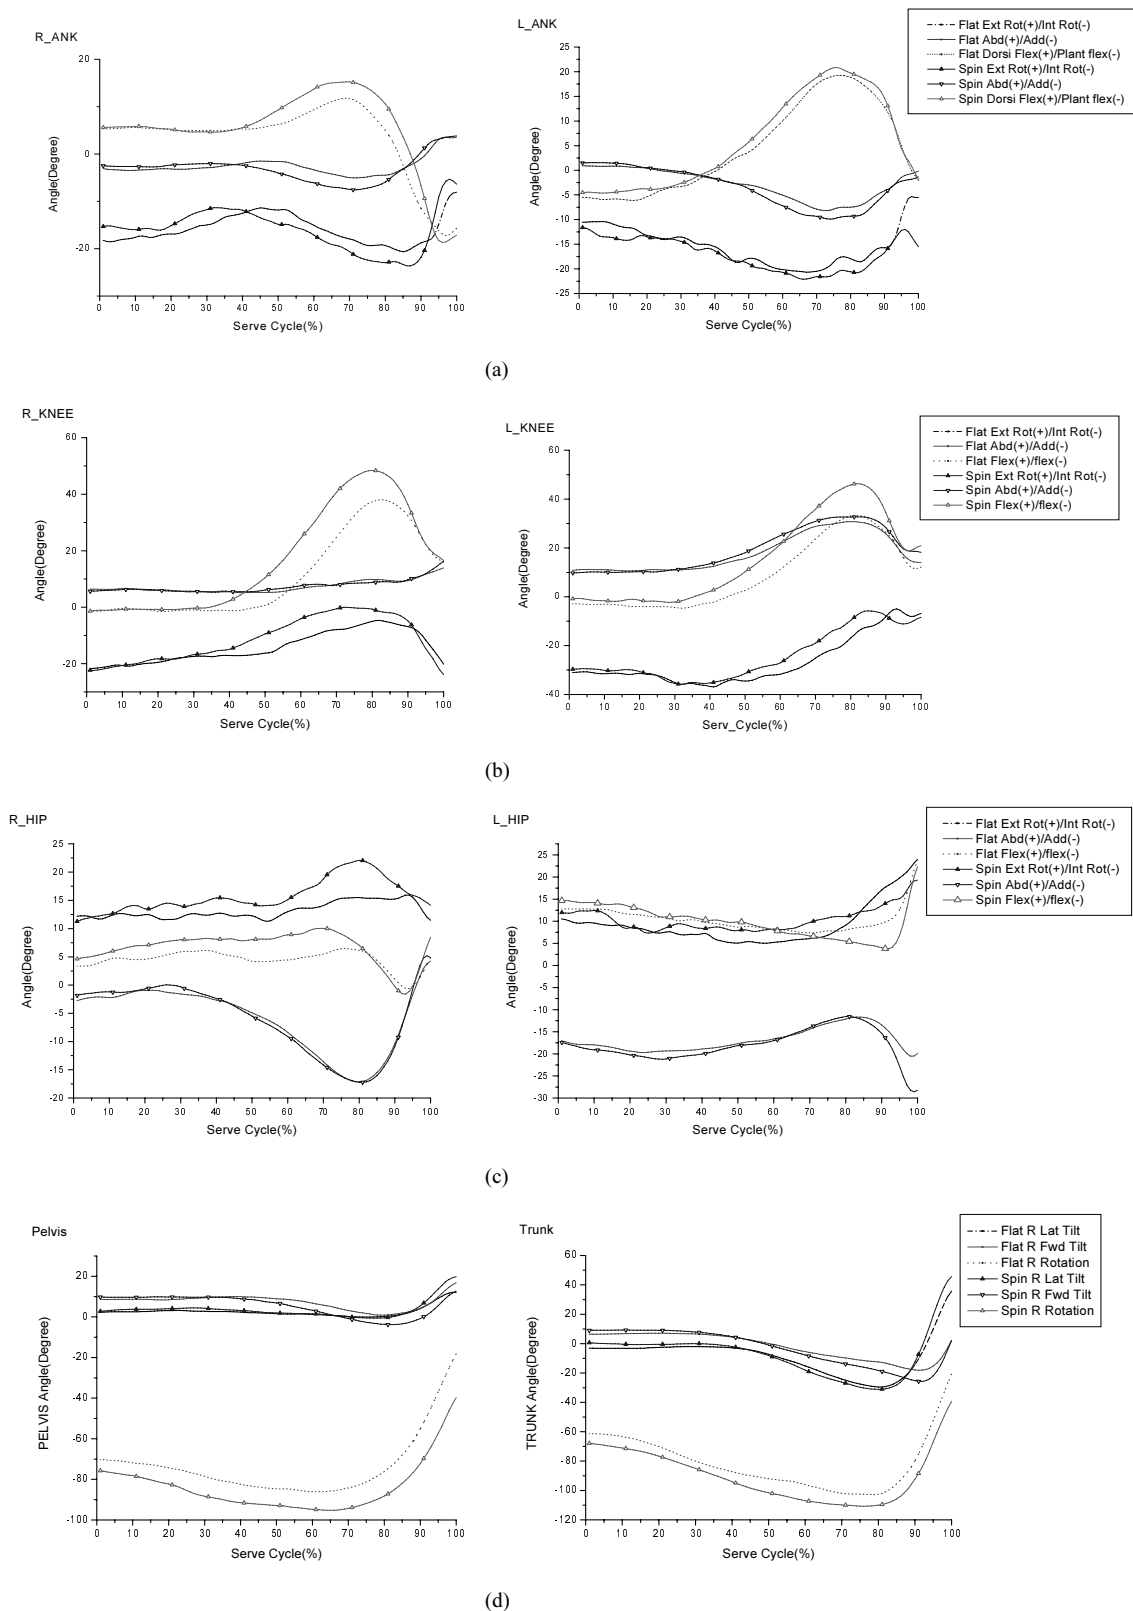 R_ANK
L_ANK
Flat Ext Rot(+)/Int Rot(-)
Flat Abd(+)/Add(-)
Flat Dorsi Flex(+)/Plant flex(-)
Spin Ext Rot(+)/Int Rot(-)
Spin Abd(+)/Add(-)
Spin Dorsi Flex(+)/Plant flex(-)
Angle(Degree)
20
0
-20
0 10 20 30 40 50 60 70 80 90 100
Serve Cycle(%)
Angle(Degree)
25
20
15
10
5
0
-5
-10
-15
-20
-25
0 10 20 30 40 50 60 70 80 90 100
Serve Cycle(%)
(a)
R_KNEE
L_KNEE
Flat Ext Rot(+)/Int Rot(-)
Flat Abd(+)/Add(-)
Flat Flex(+)/flex(-)
Spin Ext Rot(+)/Int Rot(-)
Spin Abd(+)/Add(-)
Spin Flex(+)/flex(-)
Angle(Degree)
60
40
20
0
-20
0 10 20 30 40 50 60 70 80 90 100
Serve Cycle(%)
Angle(Degree)
60
40
20
0
-20
-40
0 10 20 30 40 50 60 70 80 90 100
Serv_Cycle(%)
(b)
R_HIP
L_HIP
Flat Ext Rot(+)/Int Rot(-)
Flat Abd(+)/Add(-)
Flat Flex(+)/flex(-)
Spin Ext Rot(+)/Int Rot(-)
Spin Abd(+)/Add(-)
Spin Flex(+)/flex(-)
Angle(Degree)
25
20
15
10
5
0
-5
-10
-15
-20
0 10 20 30 40 50 60 70 80 90 100
Serve Cycle(%)
Angle(Degree)
25
20
15
10
5
0
-5
-10
-15
-20
-25
-30
0 10 20 30 40 50 60 70 80 90 100
Serve Cycle(%)
(c)
Pelvis
Trunk
Flat R Lat Tilt
Flat R Fwd Tilt
Flat R Rotation
Spin R Lat Tilt
Spin R Fwd Tilt
Spin R Rotation
PELVIS Angle(Degree)
20
0
-20
-40
-60
-80
-100
0 10 20 30 40 50 60 70 80 90 100
Serve Cycle(%)
TRUNK Angle(Degree)
60
40
20
0
-20
-40
-60
-80
-100
-120
0 10 20 30 40 50 60 70 80 90 100
Serve Cycle(%)
(d)